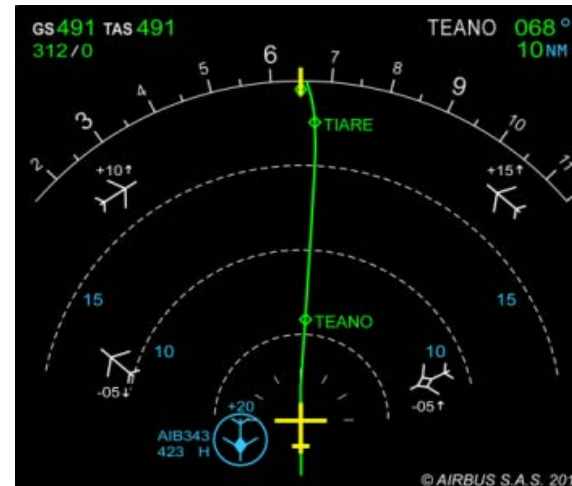 GS 491 TAS 491
312/0
TEANO 068°
10 NM
2 3 4 5 6 7 8 9 10 11
TIARE
+10↑
+15↑
15 15
TEANO
10 10
-05↓
-05↑
+20
AIB343
423 H
© AIRBUS S.A.S. 201